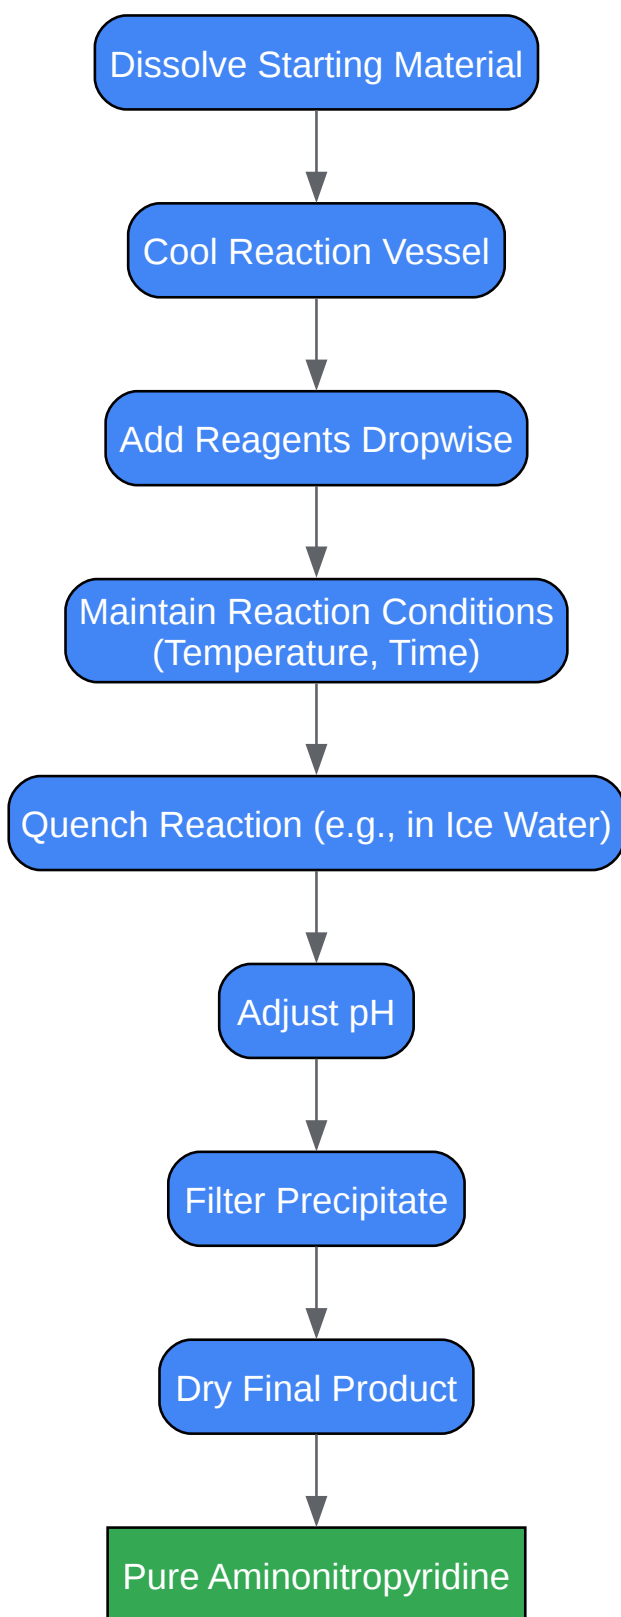 Dissolve Starting Material
Cool Reaction Vessel
Add Reagents Dropwise
Maintain Reaction Conditions
(Temperature, Time)
Quench Reaction (e.g., in Ice Water)
Adjust pH
Filter Precipitate
Dry Final Product
Pure Aminonitropyridine